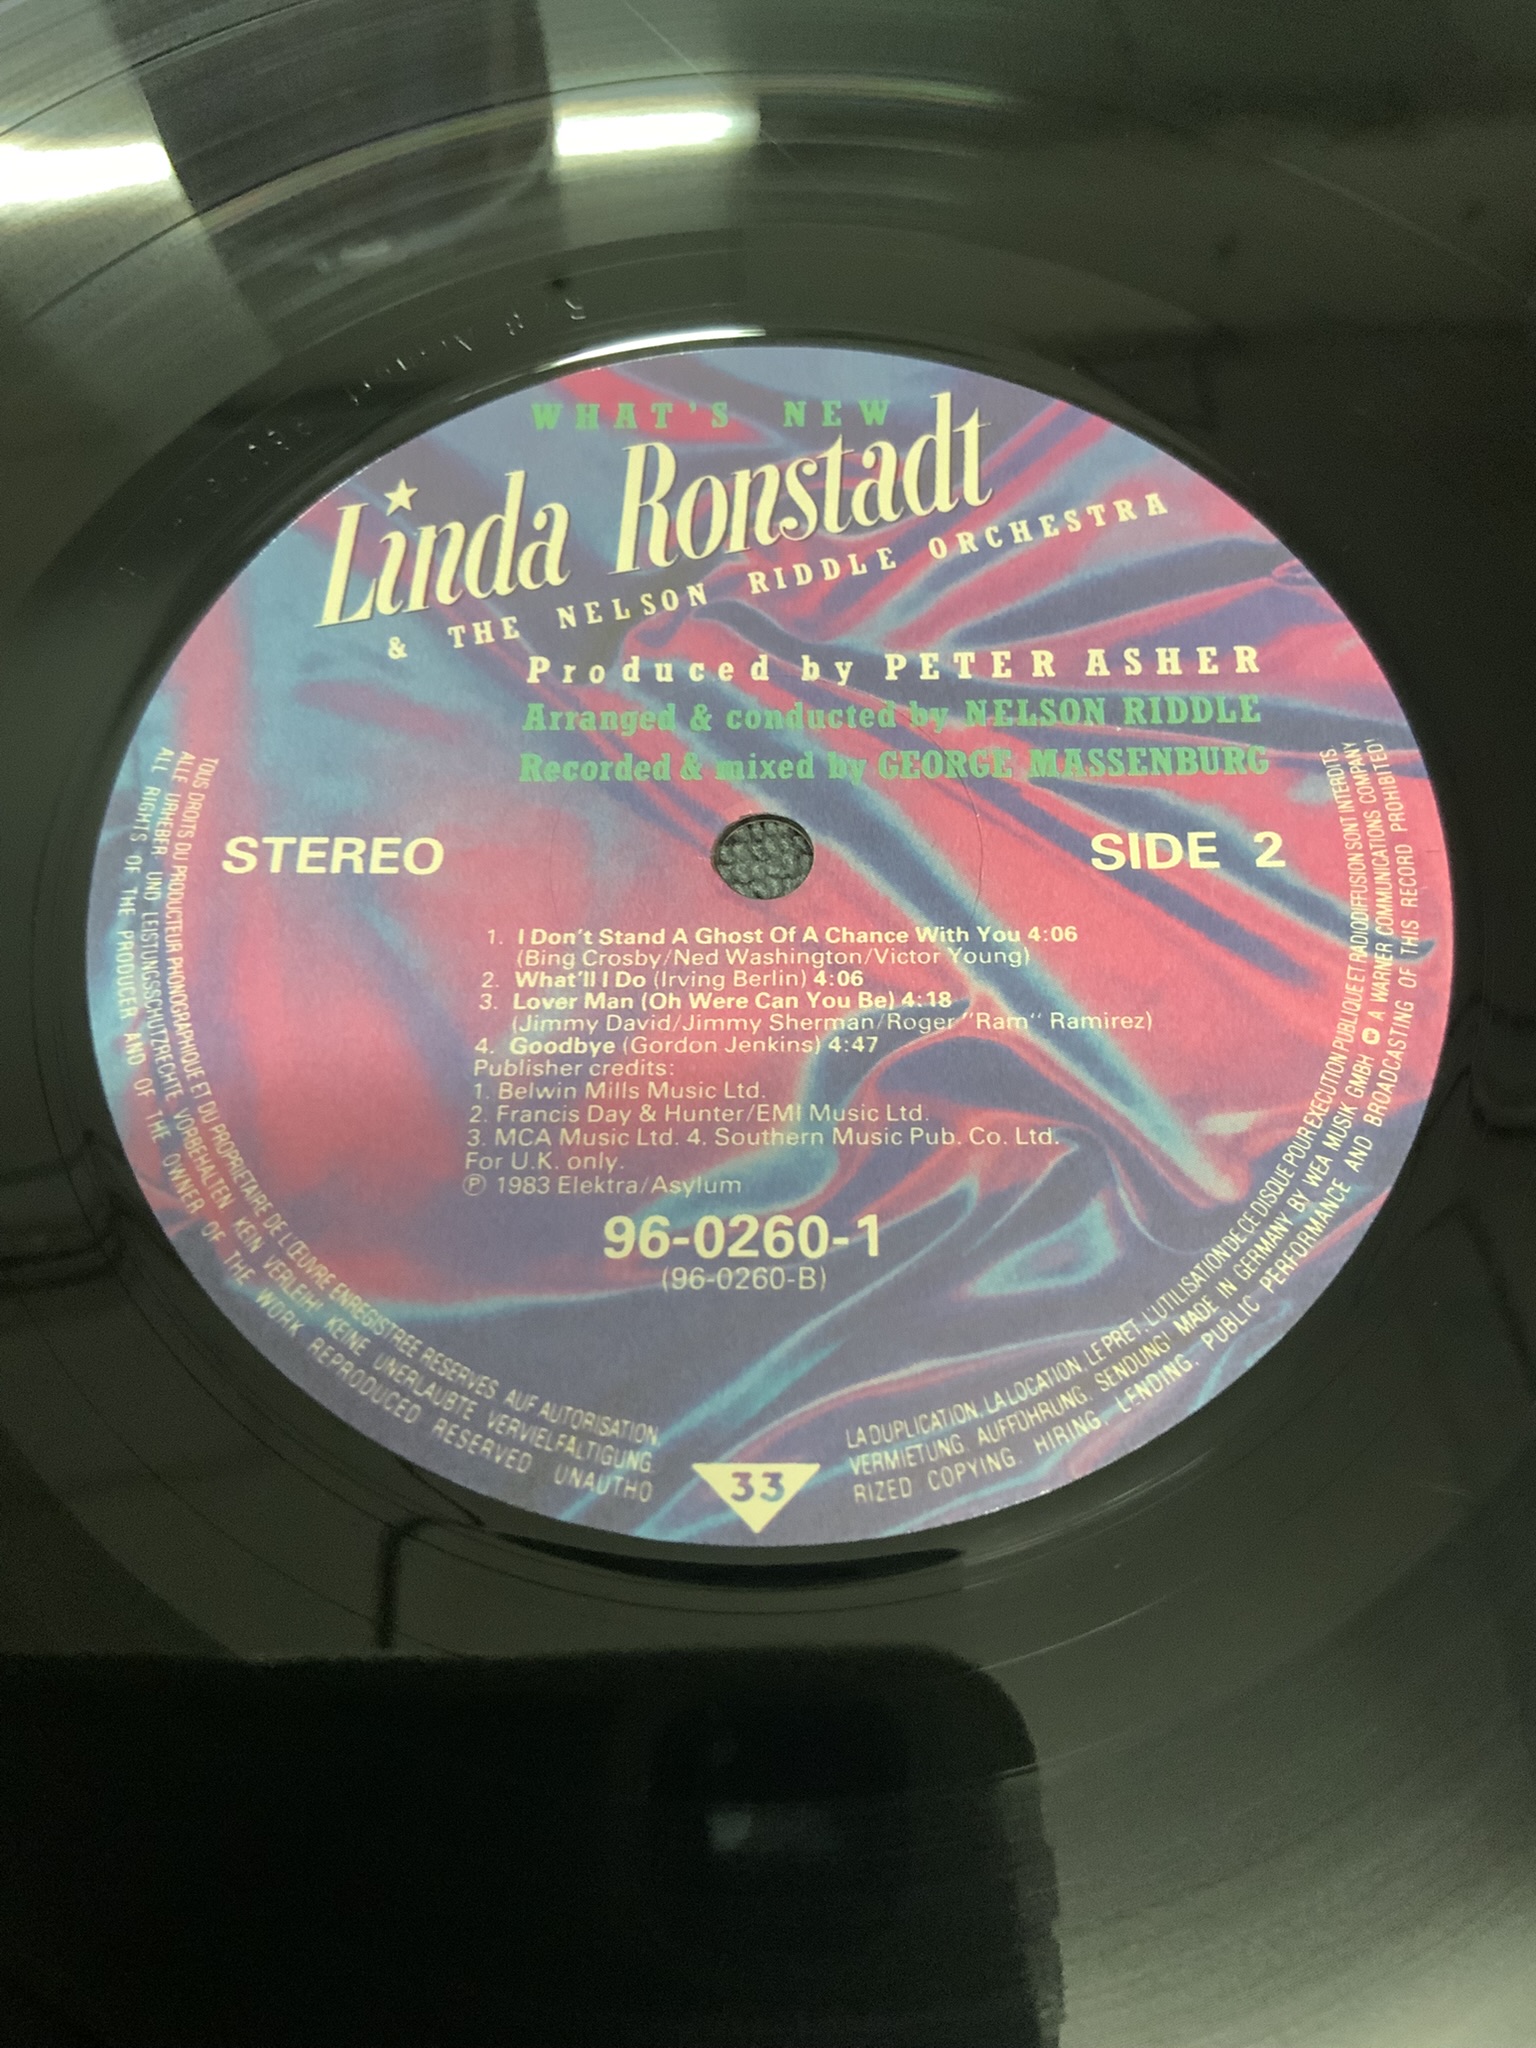 WHAT'S NEW
Linda Ronstadt
& THE NELSON RIDDLE ORCHESTRA
Produced by PETER ASHER
Arranged & conducted by NELSON RIDDLE
Recorded & mixed by GEORGE MASSENBURG
STEREO
SIDE 2
1. I Don't Stand A Ghost Of A Chance With You 4:06
(Bing Crosby/Ned Washington/Victor Young)
2. What'll I Do (Irving Berlin) 4:06
3. Lover Man (Oh Were Can You Be) 4:18
(Jimmy David/Jimmy Sherman/Roger "Ram" Ramirez)
4. Goodbye (Gordon Jenkins) 4:47
Publisher credits:
1. Belwin Mills Music Ltd.
2. Francis Day & Hunter/EMI Music Ltd.
3. MCA Music Ltd. 4. Southern Music Pub. Co. Ltd.
For U.K. only.
℗ 1983 Elektra/Asylum
96-0260-1
(96-0260-B)
TOUS DROITS DU PRODUCTEUR PHONOGRAPHIQUE ET DU PROPRIETAIRE DE L'ŒUVRE ENREGISTREE RESERVES AUF AUTORISATION, LA DUPLICATION, LA LOCATION, LE PRET, L'UTILISATION DE CE DISQUE POUR EXECUTION PUBLIQUE ET RADIODIFFUSION SONT INTERDITS.
ALLE URHEBER UND LEISTUNGSSCHUTZRECHTE VORBEHALTEN KEIN VERLEIH! KEINE UNERLAUBTE VERVIELFÄLTIGUNG, VERMIETUNG, AUFFÜHRUNG, SENDUNG! MADE IN GERMANY BY WEA MUSIK GMBH A WARNER COMMUNICATIONS COMPANY
ALL RIGHTS OF THE PRODUCER AND OF THE OWNER OF THE WORK REPRODUCED RESERVED UNAUTHORIZED COPYING, HIRING, LENDING, PUBLIC PERFORMANCE AND BROADCASTING OF THIS RECORD PROHIBITED!
33